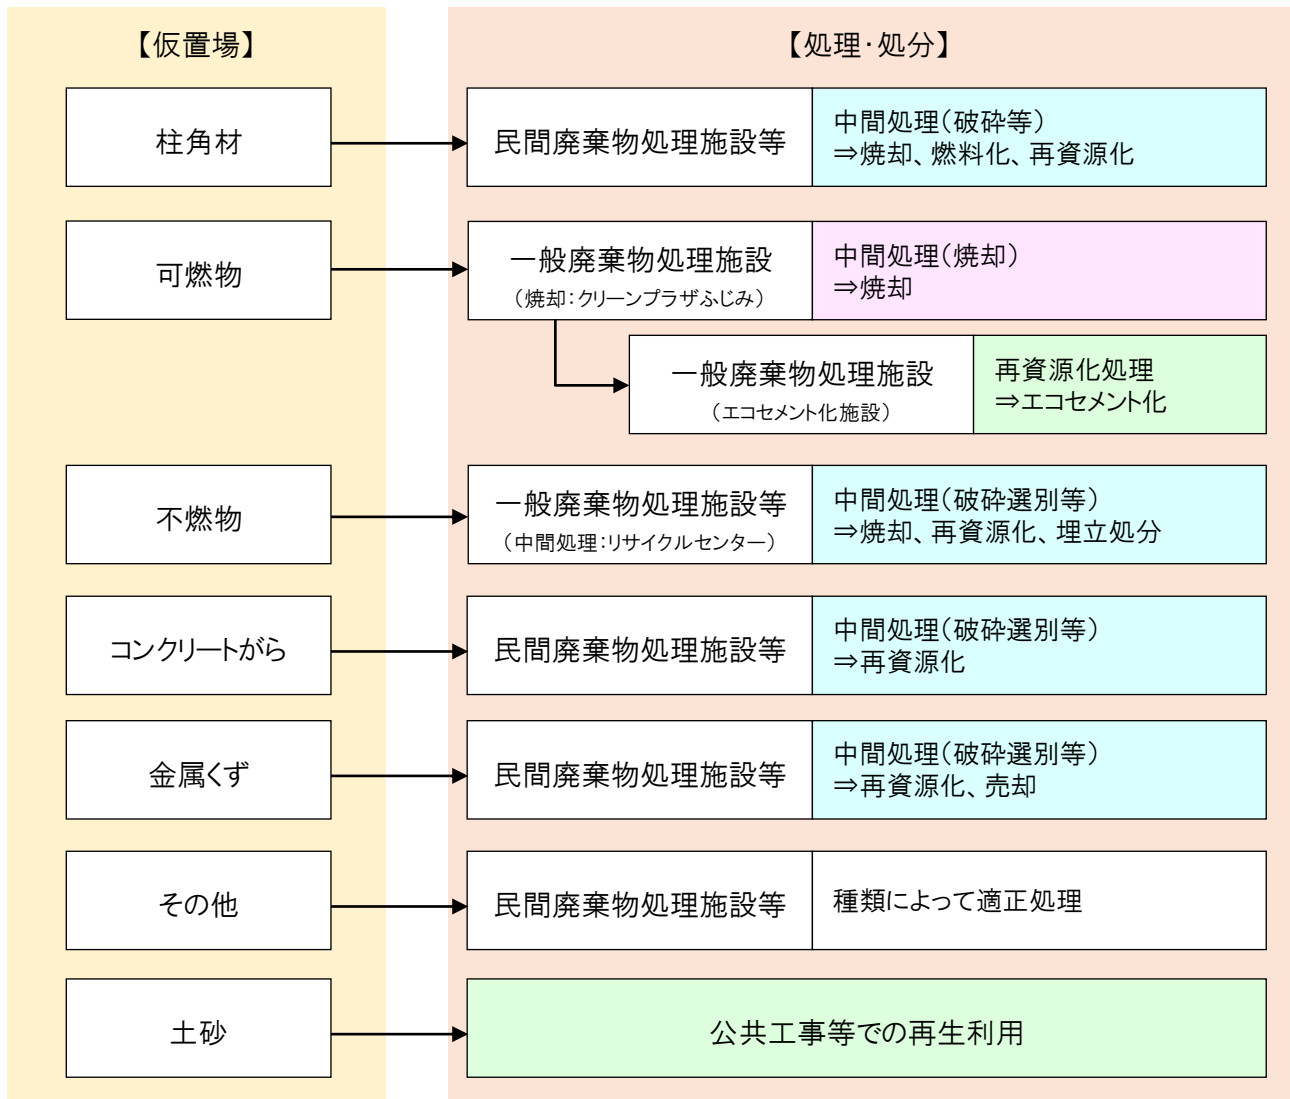 【仮置場】
【処理・処分】
柱角材
民間廃棄物処理施設等
中間処理（破砕等）
⇒焼却、燃料化、再資源化
可燃物
一般廃棄物処理施設
（焼却：クリーンプラザふじみ）
中間処理（焼却）
⇒焼却
一般廃棄物処理施設
（エコセメント化施設）
再資源化処理
⇒エコセメント化
不燃物
一般廃棄物処理施設等
（中間処理：リサイクルセンター）
中間処理（破砕選別等）
⇒焼却、再資源化、埋立処分
コンクリートがら
民間廃棄物処理施設等
中間処理（破砕選別等）
⇒再資源化
金属くず
民間廃棄物処理施設等
中間処理（破砕選別等）
⇒再資源化、売却
その他
民間廃棄物処理施設等
種類によって適正処理
土砂
公共工事等での再生利用